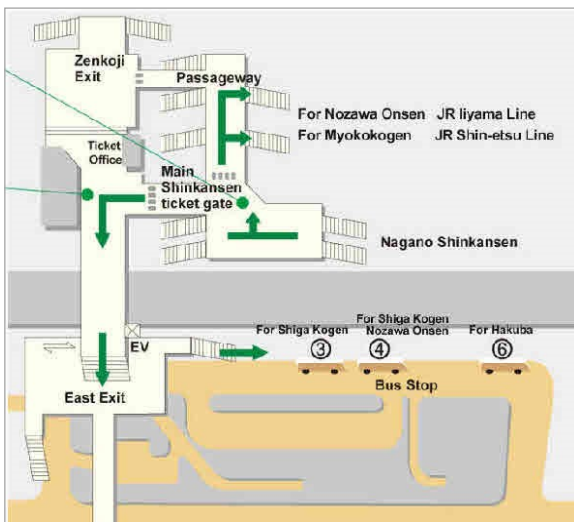 Zenkoji
Exit
Passageway
For Nozawa Onsen JR Iiyama Line
For Myokokogen JR Shin-etsu Line
Ticket
Office
Main
Shinkansen
ticket gate
Nagano Shinkansen
For Shiga Kogen
For Shiga Kogen
Nozawa Onsen
For Hakuba
EV
③
④
⑥
Bus Stop
East Exit